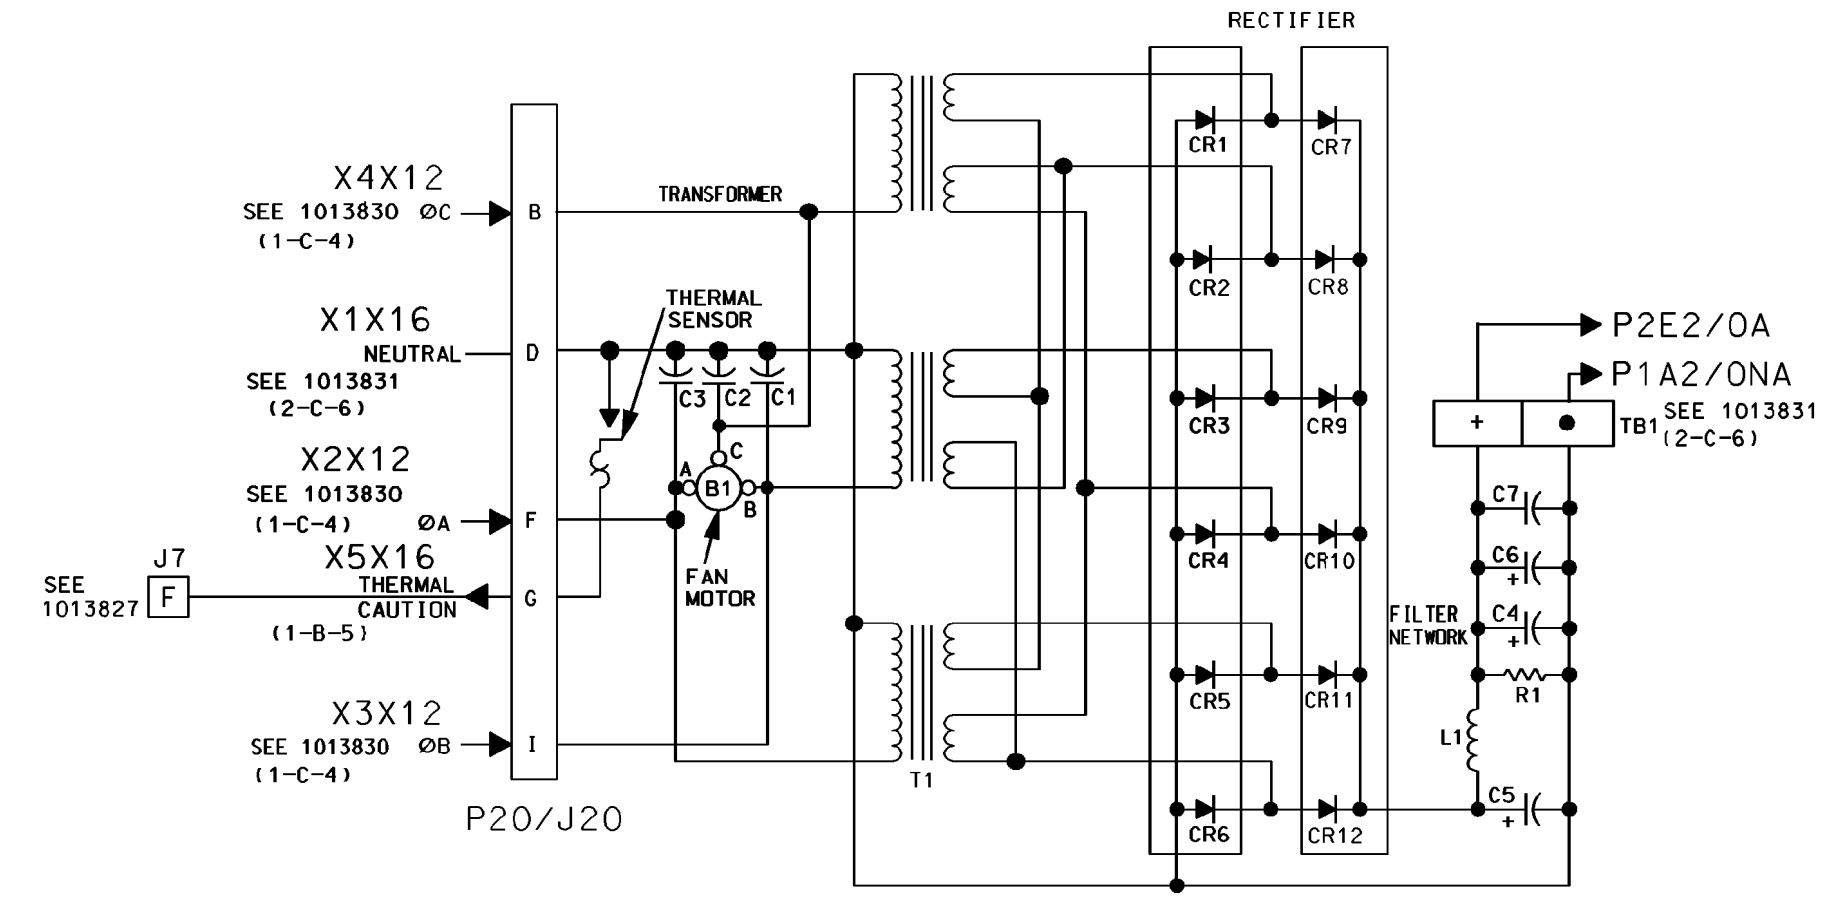 RECTIFIER
X4X12
SEE 1013830 ØC
(1-C-4)
B
TRANSFORMER
X1X16
NEUTRAL
D
SEE 1013831
(2-C-6)
THERMAL
SENSOR
C3
C2
C1
X2X12
SEE 1013830
(1-C-4) ØA
F
A
C
B1
B
FAN
MOTOR
X5X16
THERMAL
CAUTION
(1-B-5)
G
J7
F
SEE
1013827
X3X12
SEE 1013830 ØB
(1-C-4)
I
P20/J20
T1
CR1
CR7
CR2
CR8
CR3
CR9
CR4
CR10
CR5
CR11
CR6
CR12
P2E2/0A
P1A2/0NA
+
TB1
SEE 1013831
(2-C-6)
C7
C6
+
FILTER
NETWORK
C4
+
R1
L1
C5
+